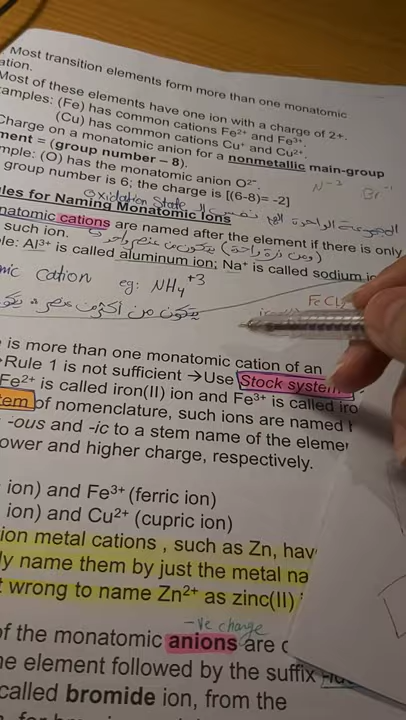 Most transition elements form more than one monatomic
ation.
Most of these elements have one ion with a charge of 2+.
amples: (Fe) has common cations Fe²⁺ and Fe³⁺.
(Cu) has common cations Cu⁺ and Cu²⁺.
Charge on a monatomic anion for a nonmetallic main-group
ment = (group number – 8).
mple: (O) has the monatomic anion O²⁻.
group number is 6; the charge is [(6-8)= -2]
Oxidation State
les for Naming Monatomic Ions
natomic cations are named after the element if there is only
such ion.
le: Al³⁺ is called aluminum ion; Na⁺ is called sodium io
mic cation eg: NH4 +3
يتكون من أكثر من عنصر
FeCl
is more than one monatomic cation of an
Rule 1 is not sufficient →Use Stock system
Fe²⁺ is called iron(II) ion and Fe³⁺ is called iro
tem of nomenclature, such ions are named
-ous and -ic to a stem name of the eleme
ower and higher charge, respectively.
ion) and Fe³⁺ (ferric ion)
ion) and Cu²⁺ (cupric ion)
ion metal cations , such as Zn, hav
ly name them by just the metal na
t wrong to name Zn²⁺ as zinc(II)
-ve charge
of the monatomic anions are
ne element followed by the suffix
called bromide ion, from the